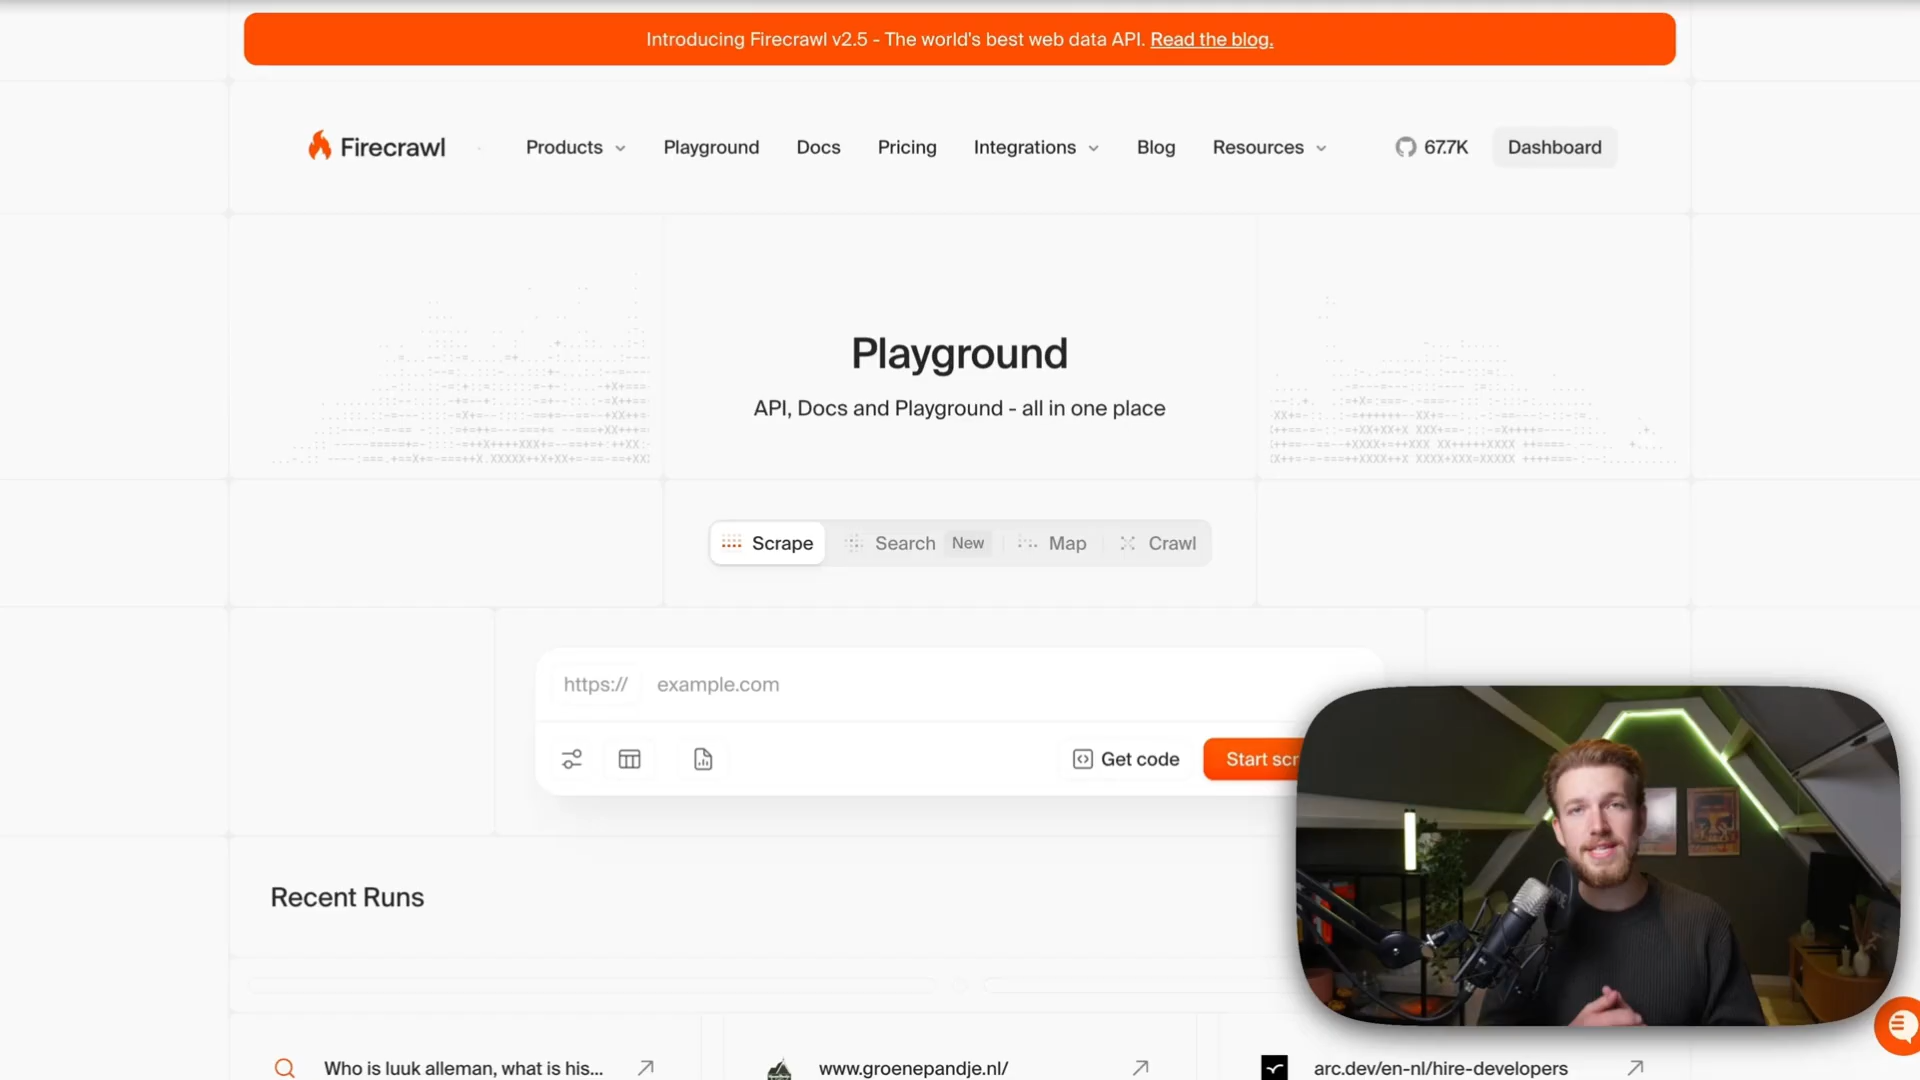 Introducing Firecrawl v2.5 - The world's best web data API. Read the blog.
Firecrawl
Products
Playground
Docs
Pricing
Integrations
Blog
Resources
67.7K
Dashboard
Playground
API, Docs and Playground - all in one place
Scrape
Search New
Map
Crawl
https:// example.com
Get code
Start scr
Recent Runs
Who is luuk alleman, what is his...
www.groenepandje.nl/
arc.dev/en-nl/hire-developers